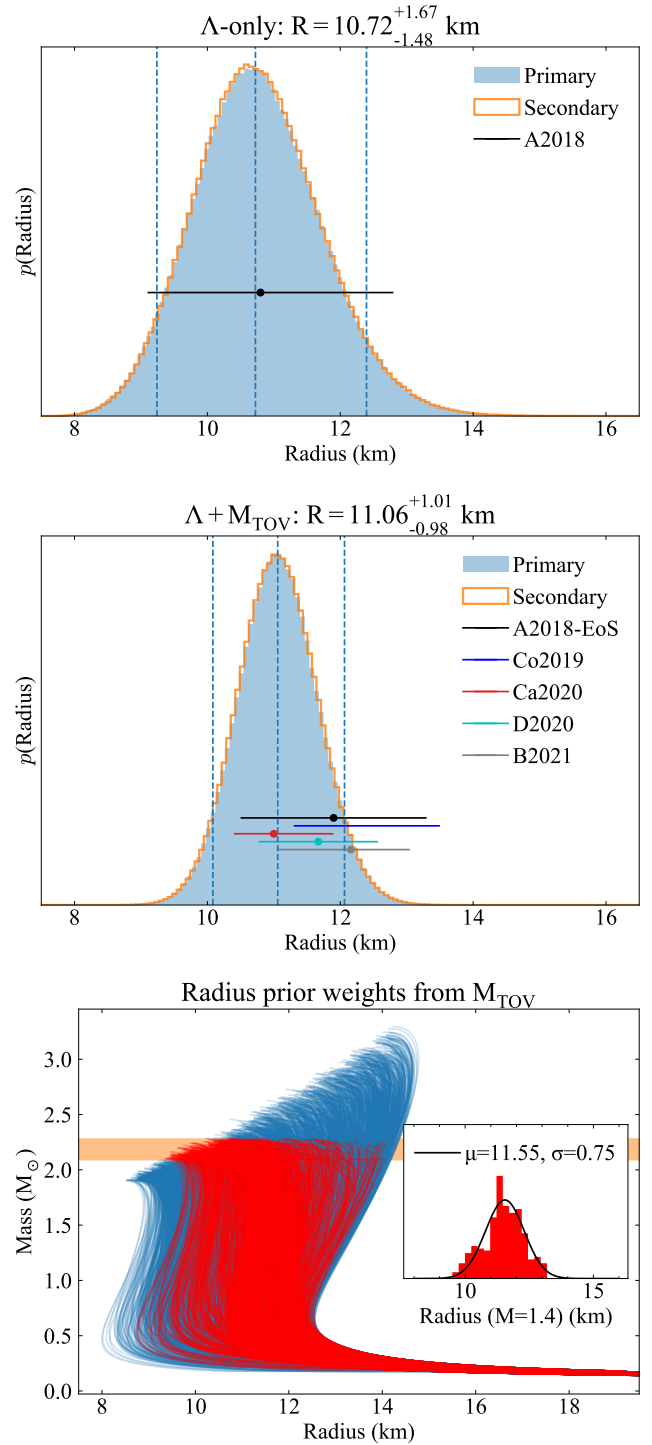 Λ-only: R = 10.72 +1.67 -1.48 km
Primary
Secondary
A2018
p(Radius)
8 10 12 14 16
Radius (km)
Λ + M_TOV: R = 11.06 +1.01 -0.98 km
Primary
Secondary
A2018-EoS
Co2019
Ca2020
D2020
B2021
p(Radius)
8 10 12 14 16
Radius (km)
Radius prior weights from M_TOV
3.0
2.5
2.0
1.5
1.0
0.5
0.0
Mass (M_⊙)
μ=11.55, σ=0.75
10 15
Radius (M=1.4) (km)
8 10 12 14 16 18
Radius (km)